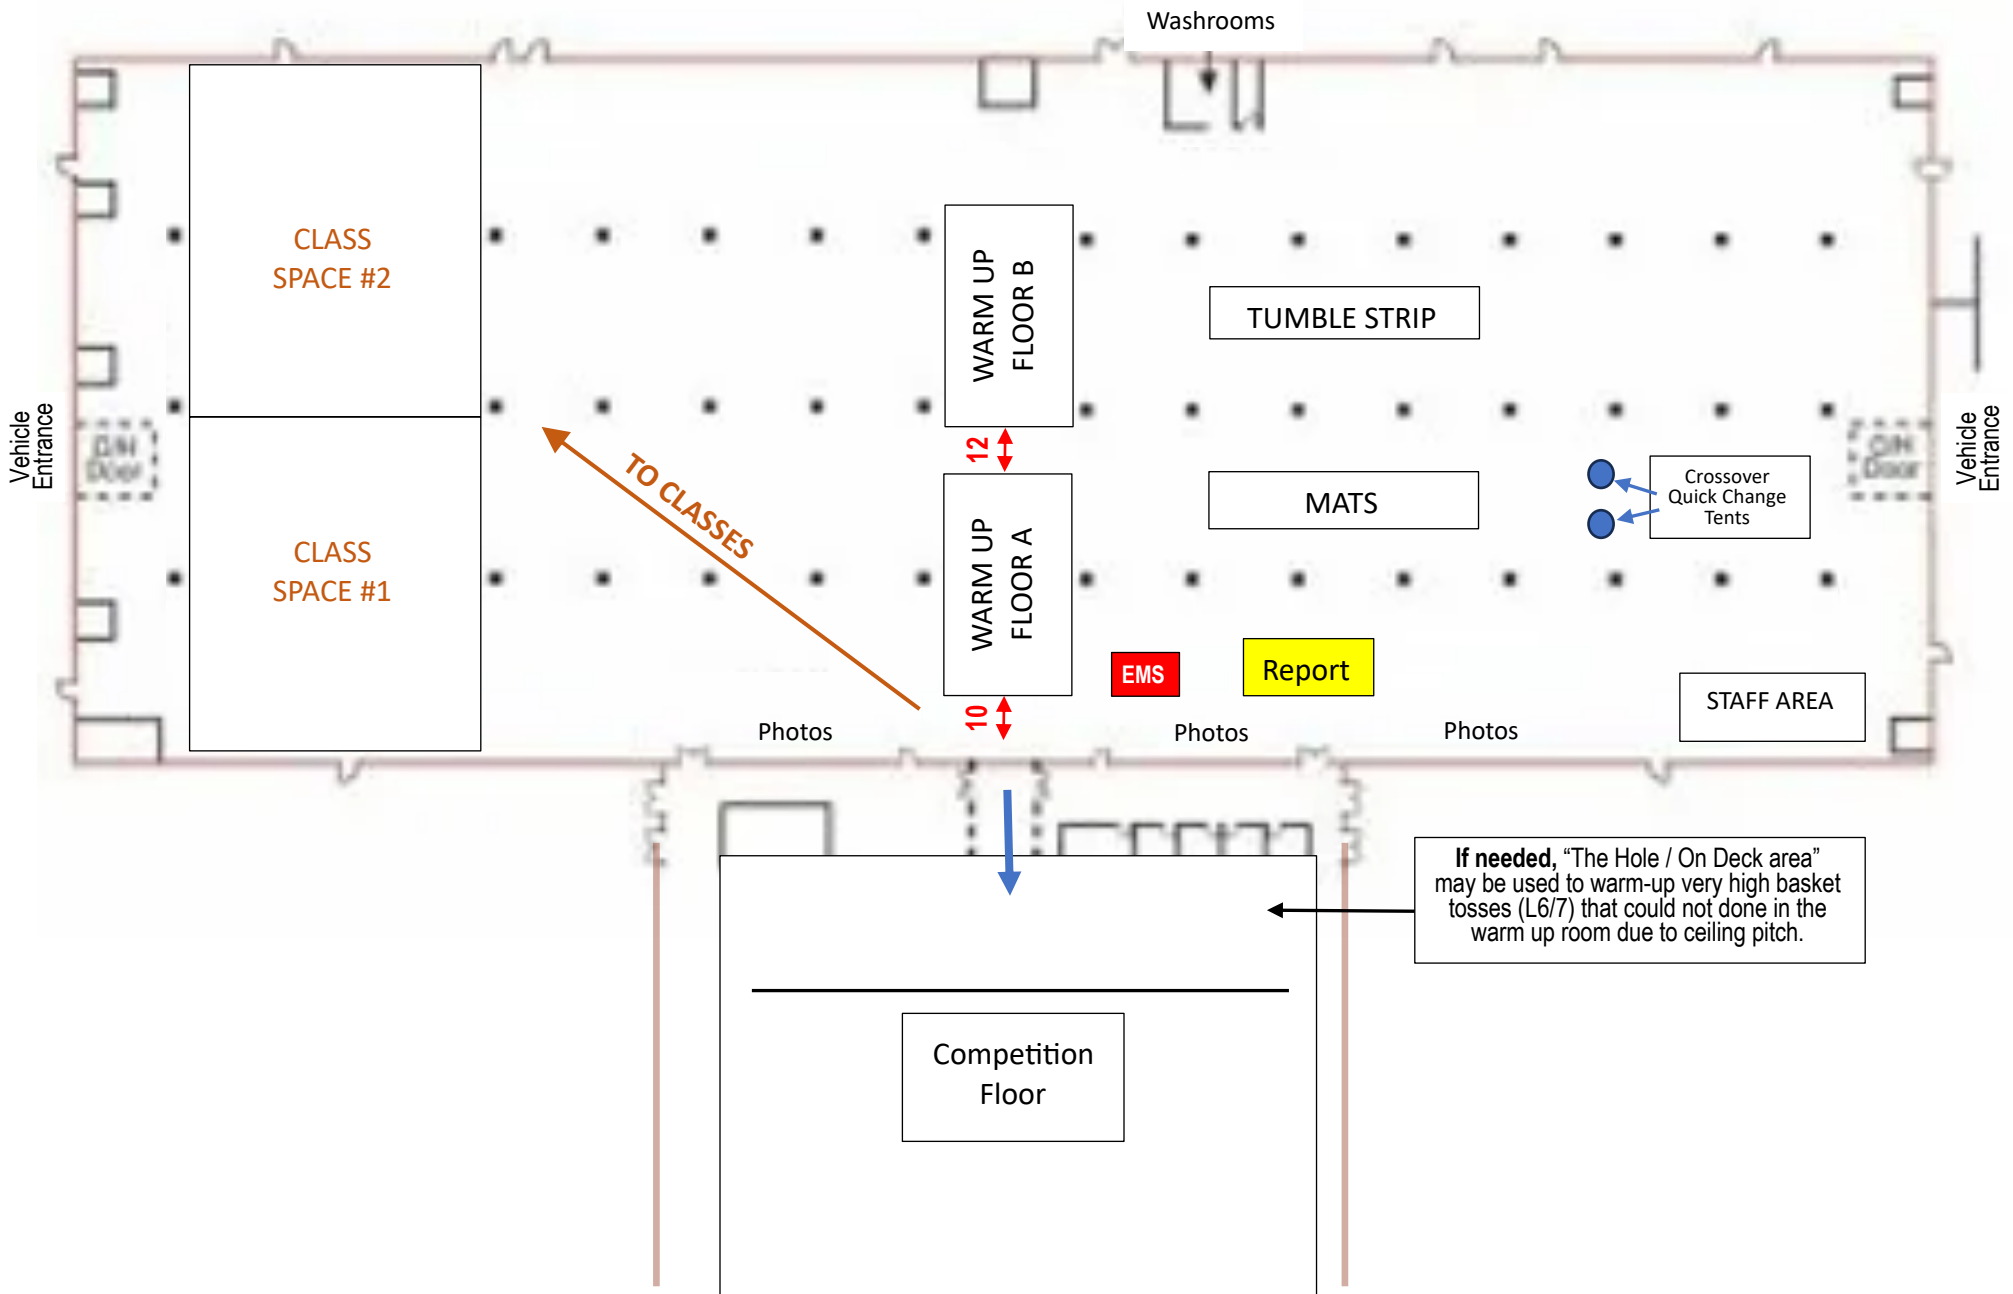 Washrooms
CLASS
SPACE #2
WARM UP
FLOOR B
TUMBLE STRIP
Vehicle
Entrance
O/H
Door
12
TO CLASSES
MATS
Crossover
Quick Change
Tents
O/H
Door
Vehicle
Entrance
CLASS
SPACE #1
WARM UP
FLOOR A
EMS
Report
STAFF AREA
10
Photos
Photos
Photos
If needed, “The Hole / On Deck area”
may be used to warm-up very high basket
tosses (L6/7) that could not done in the
warm up room due to ceiling pitch.
Competition
Floor